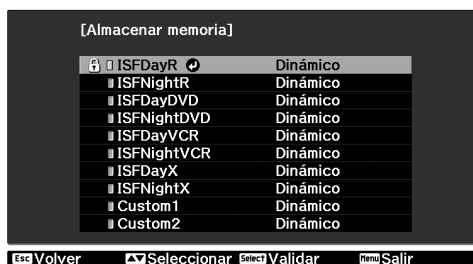 [Almacenar memoria]
ISFDayR Dinámico
ISFNightR Dinámico
ISFDayDVD Dinámico
ISFNightDVD Dinámico
ISFDayVCR Dinámico
ISFNightVCR Dinámico
ISFDayX Dinámico
ISFNightX Dinámico
Custom1 Dinámico
Custom2 Dinámico
Esc Volver Seleccionar Select Validar Menu Salir